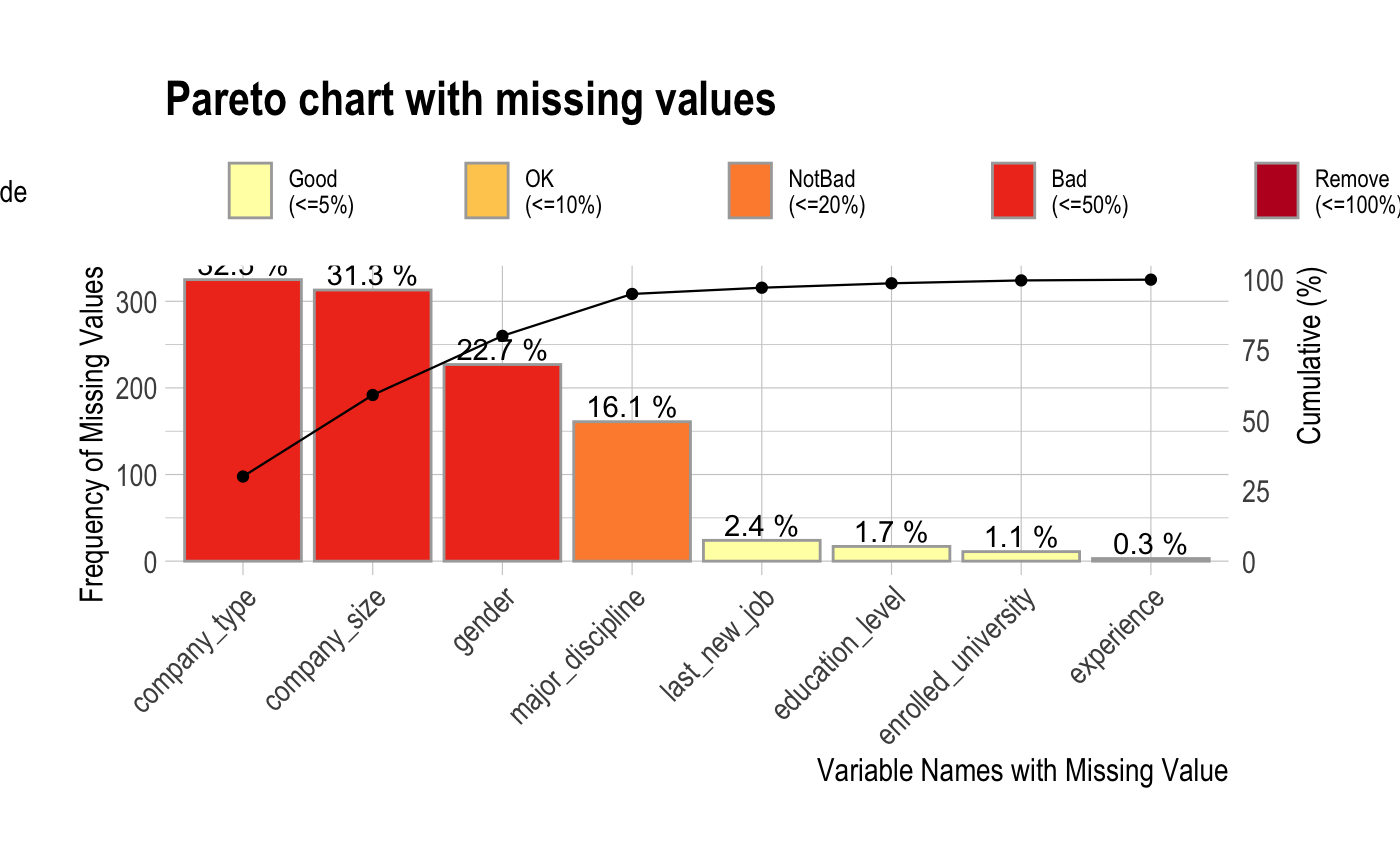 Pareto chart with missing values
de
Good
(<=5%)
OK
(<=10%)
NotBad
(<=20%)
Bad
(<=50%)
Remove
(<=100%)
Frequency of Missing Values
300
200
100
0
32.5 %
31.3 %
22.7 %
16.1 %
2.4 %
1.7 %
1.1 %
0.3 %
100
75
50
25
0
Cumulative (%)
company_type
company_size
gender
major_discipline
last_new_job
education_level
enrolled_university
experience
Variable Names with Missing Value